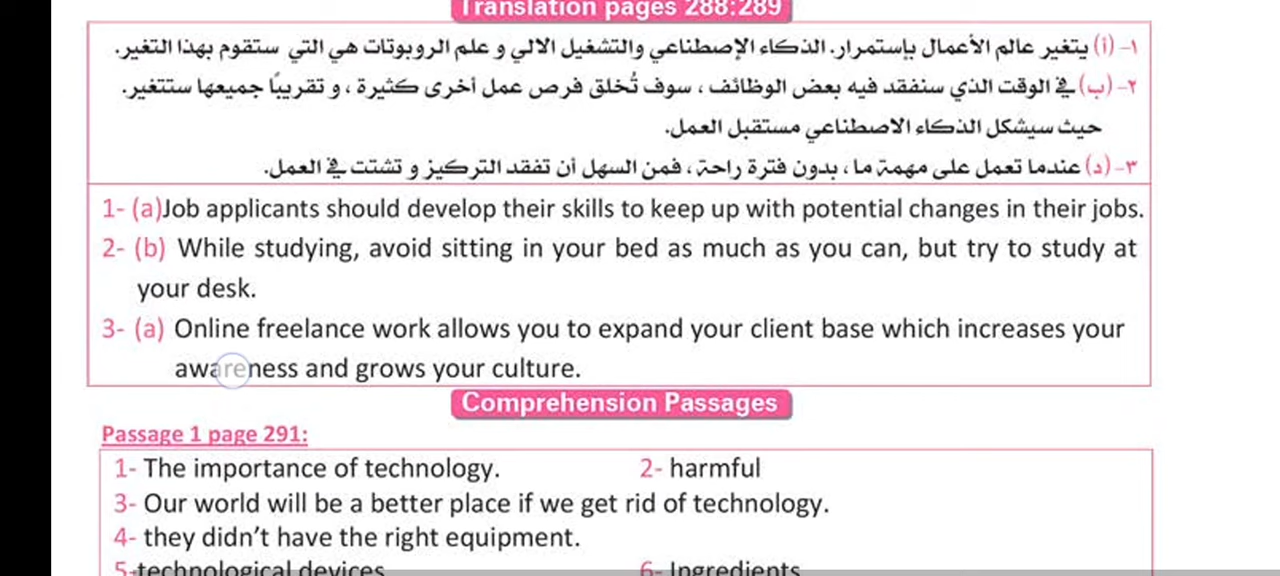 Translation pages 288:289
١- (أ) يتغير عالم الأعمال بإستمرار. الذكاء الإصطناعي والتشغيل الالي و علم الروبوتات هي التي ستقوم بهذا التغير.
٢- (ب) في الوقت الذي سنفقد فيه بعض الوظائف ، سوف تُخلق فرص عمل أخرى كثيرة ، و تقريبًا جميعها ستتغير.
حيث سيشكل الذكاء الاصطناعي مستقبل العمل.
٣- (د) عندما تعمل على مهمة ما ، بدون فترة راحة ، فمن السهل أن تفقد التركيز و تشتت في العمل.
1- (a)Job applicants should develop their skills to keep up with potential changes in their jobs.
2- (b) While studying, avoid sitting in your bed as much as you can, but try to study at
your desk.
3- (a) Online freelance work allows you to expand your client base which increases your
awareness and grows your culture.
Comprehension Passages
Passage 1 page 291:
1- The importance of technology. 2- harmful
3- Our world will be a better place if we get rid of technology.
4- they didn't have the right equipment.
5-technological devices 6- Ingredients